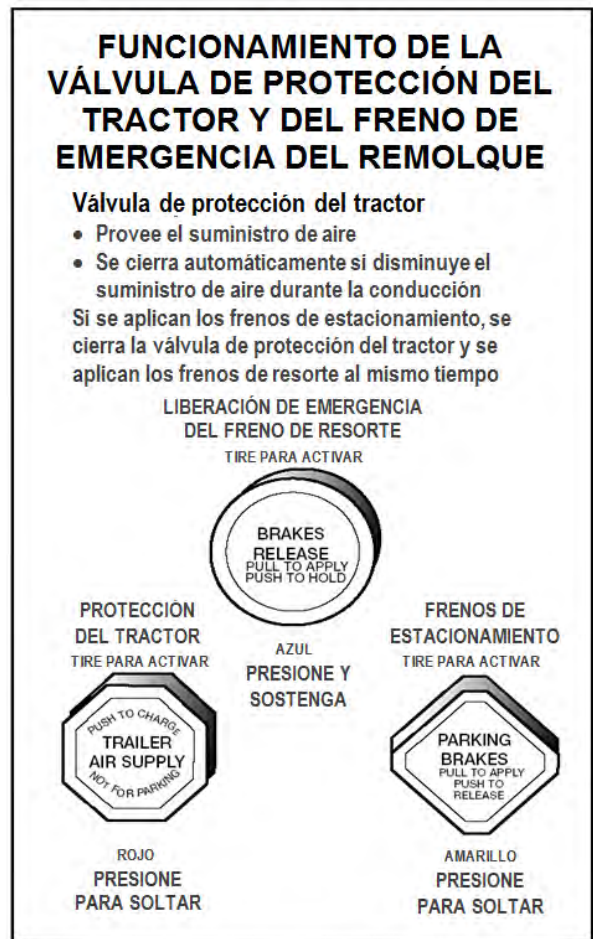 FUNCIONAMIENTO DE LA
VÁLVULA DE PROTECCIÓN DEL
TRACTOR Y DEL FRENO DE
EMERGENCIA DEL REMOLQUE
Válvula de protección del tractor
• Provee el suministro de aire
• Se cierra automáticamente si disminuye el
suministro de aire durante la conducción
Si se aplican los frenos de estacionamiento, se
cierra la válvula de protección del tractor y se
aplican los frenos de resorte al mismo tiempo
LIBERACIÓN DE EMERGENCIA
DEL FRENO DE RESORTE
TIRE PARA ACTIVAR
BRAKES
RELEASE
PULL TO APPLY
PUSH TO HOLD
AZUL
PRESIONE Y
SOSTENGA
PROTECCIÓN
DEL TRACTOR
TIRE PARA ACTIVAR
PUSH TO CHARGE
TRAILER
AIR SUPPLY
NOT FOR PARKING
ROJO
PRESIONE
PARA SOLTAR
FRENOS DE
ESTACIONAMIENTO
TIRE PARA ACTIVAR
PARKING
BRAKES
PULL TO APPLY
PUSH TO
RELEASE
AMARILLO
PRESIONE
PARA SOLTAR